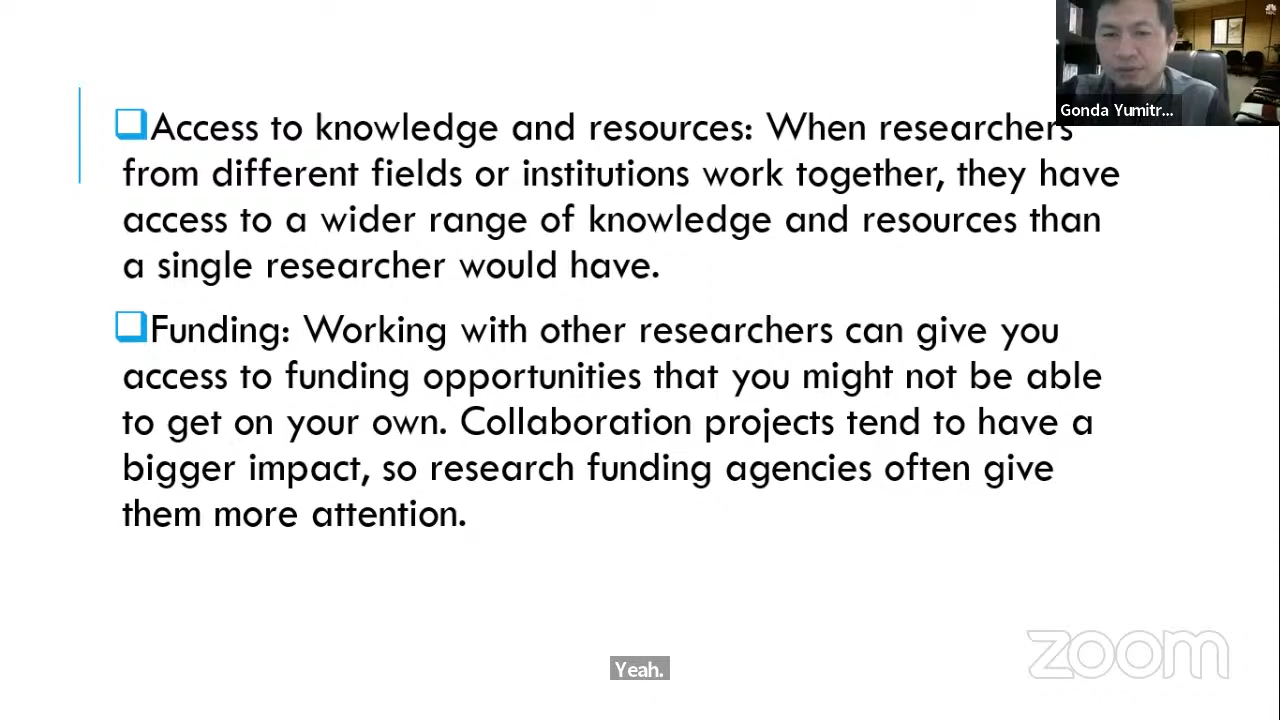 Access to knowledge and resources: When researchers
from different fields or institutions work together, they have
access to a wider range of knowledge and resources than
a single researcher would have.
Funding: Working with other researchers can give you
access to funding opportunities that you might not be able
to get on your own. Collaboration projects tend to have a
bigger impact, so research funding agencies often give
them more attention.
Gonda Yumitr...
zoom
Yeah.